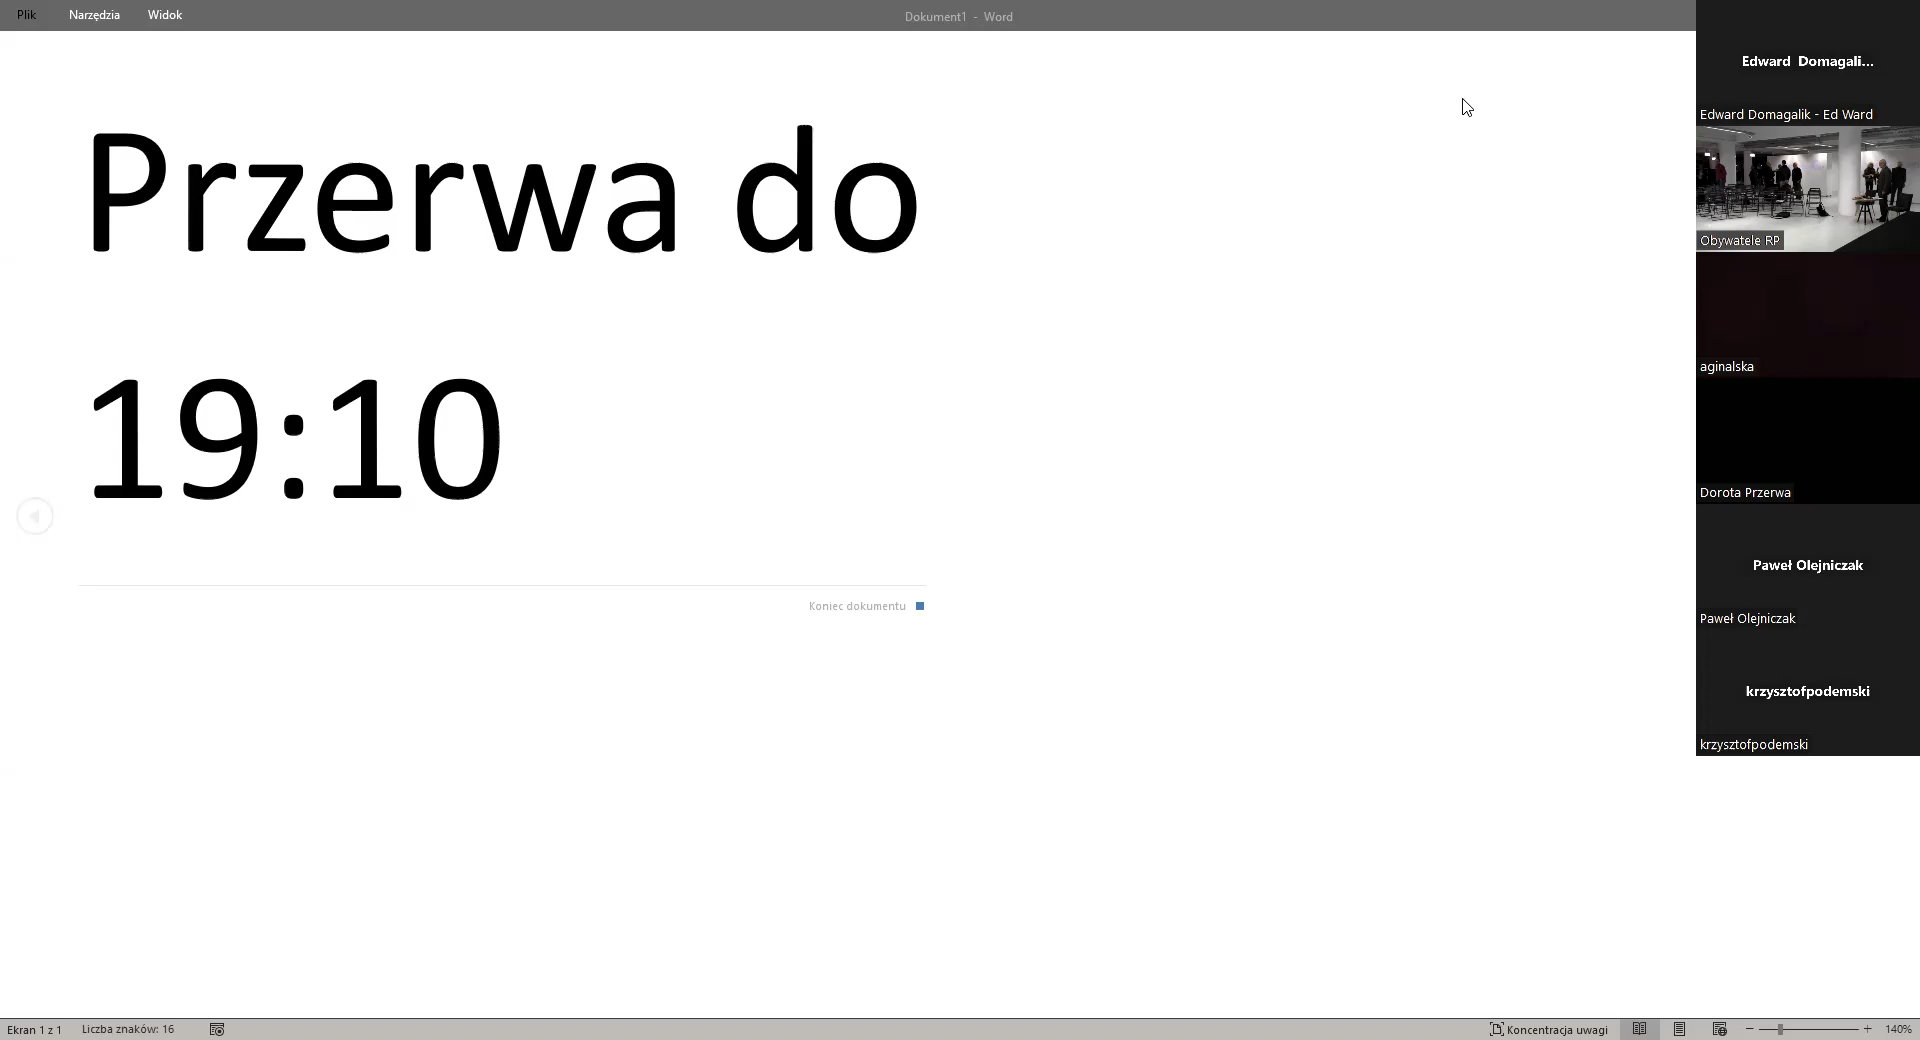 Plik Narzędzia Widok
Dokument1 - Word
Przerwa do
19:10
Koniec dokumentu
Edward Domagali...
Edward Domagalik - Ed Ward
Obywatele RP
aginalska
Dorota Przerwa
Paweł Olejniczak
Paweł Olejniczak
krzysztofpodemski
krzysztofpodemski
Ekran 1 z 1 Liczba znaków: 16
Koncentracja uwagi
140%